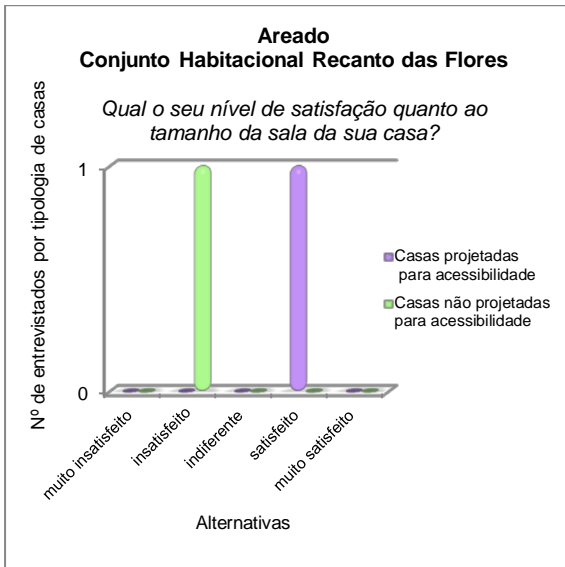 Areado
Conjunto Habitacional Recanto das Flores
Qual o seu nível de satisfação quanto ao
tamanho da sala da sua casa?
Nº de entrevistados por tipologia de casas
1
0
muito insatisfeito
insatisfeito
indiferente
satisfeito
muito satisfeito
Alternativas
Casas projetadas
para acessibilidade
Casas não projetadas
para acessibilidade